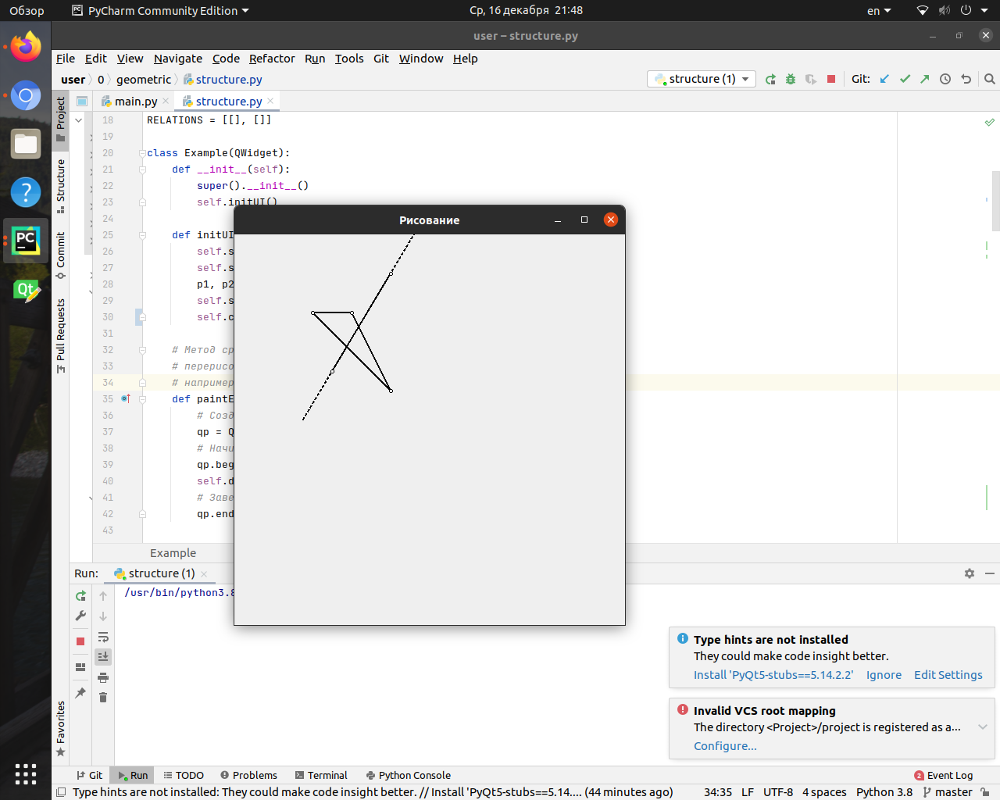 Обзор PyCharm Community Edition Ср, 16 декабря 21:48 en
user – structure.py
File Edit View Navigate Code Refactor Run Tools Git Window Help
user 0 geometric structure.py structure (1) Git:
main.py structure.py
Project
Structure
Commit
Pull Requests
Favorites
18 RELATIONS = [[], []]
19
20 class Example(QWidget):
21 def __init__(self):
22 super().__init__()
23 self.initUI()
24
25 def initUI
26 self.s
27 self.s
28 p1, p2
29 self.s
30 self.c
31
32 # Метод ср
33 # перерисо
34 # например
35 def paintE
36 # Созд
37 qp = Q
38 # Начи
39 qp.beg
40 self.d
41 # Заве
42 qp.end
43
Рисование
Example
Run: structure (1)
/usr/bin/python3.8
Type hints are not installed
They could make code insight better.
Install 'PyQt5-stubs==5.14.2.2' Ignore Edit Settings
Invalid VCS root mapping
The directory <Project>/project is registered as a...
Configure...
Git Run TODO Problems Terminal Python Console 2 Event Log
Type hints are not installed: They could make code insight better. // Install 'PyQt5-stubs==5.14.... (44 minutes ago) 34:35 LF UTF-8 4 spaces Python 3.8 master